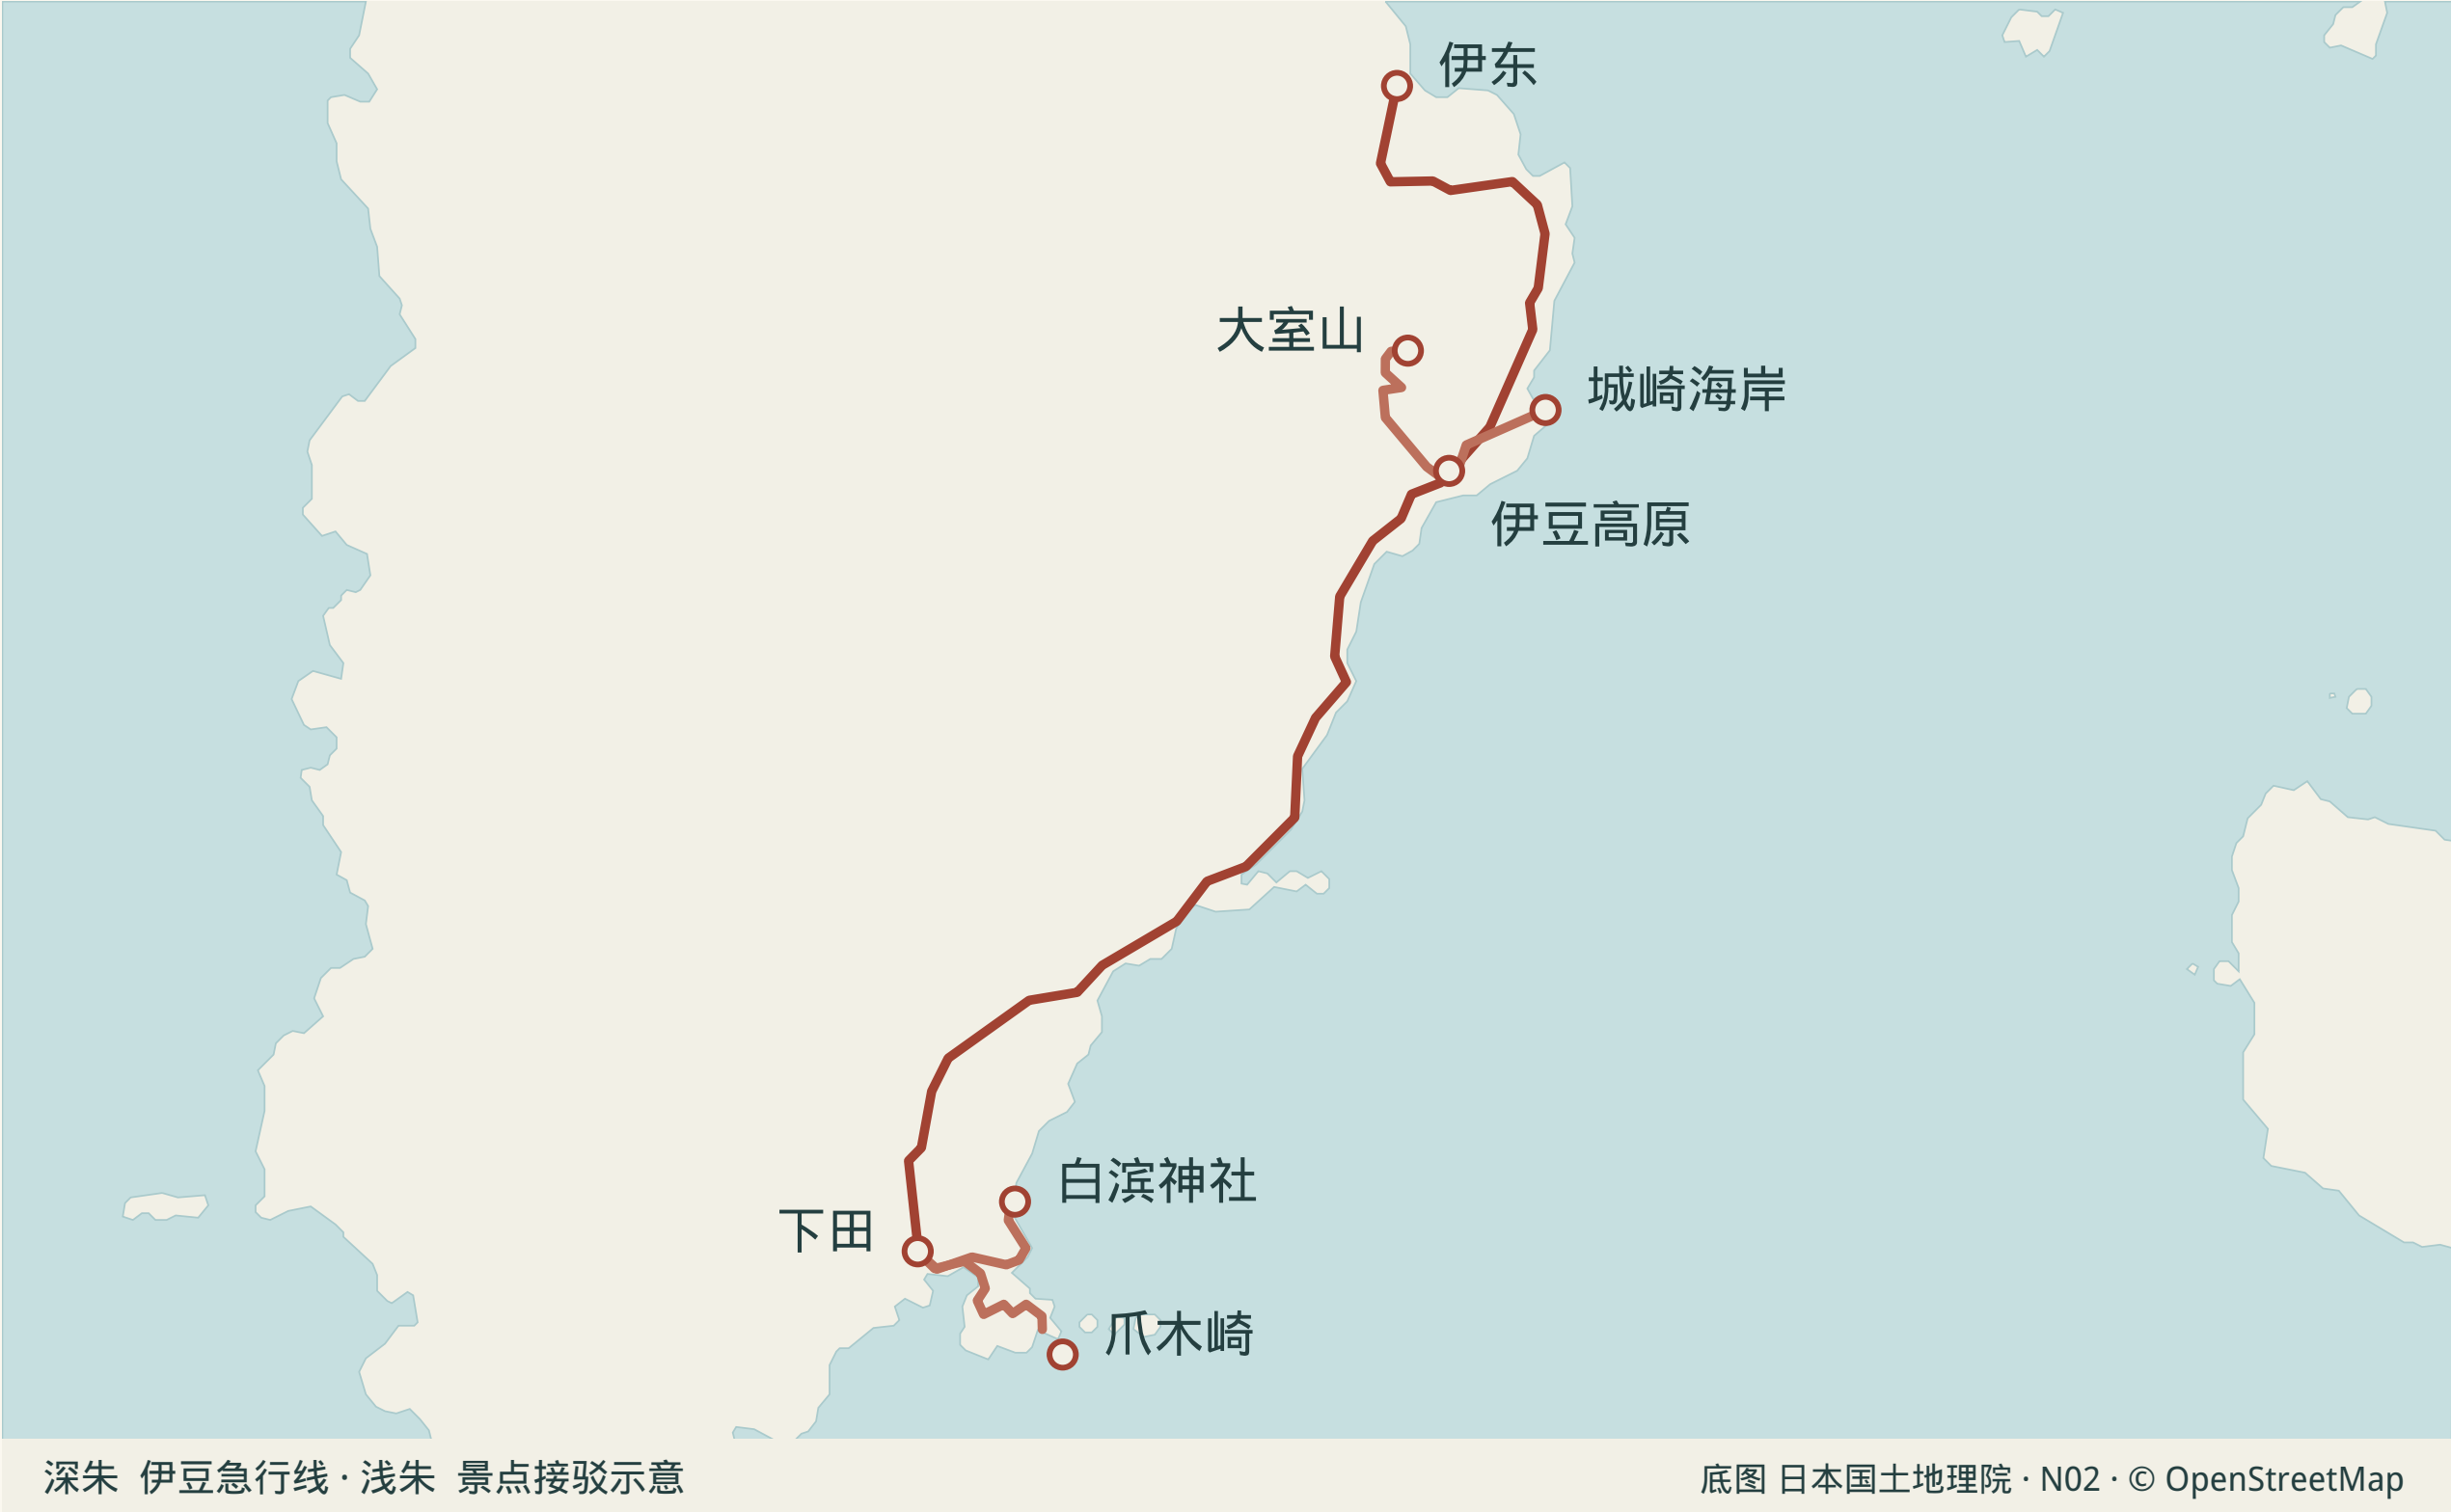 伊东
大室山
城崎海岸
伊豆高原
白滨神社
下田
爪木崎
深朱 伊豆急行线 · 浅朱 景点接驳示意
底图 日本国土地理院 · N02 · © OpenStreetMap